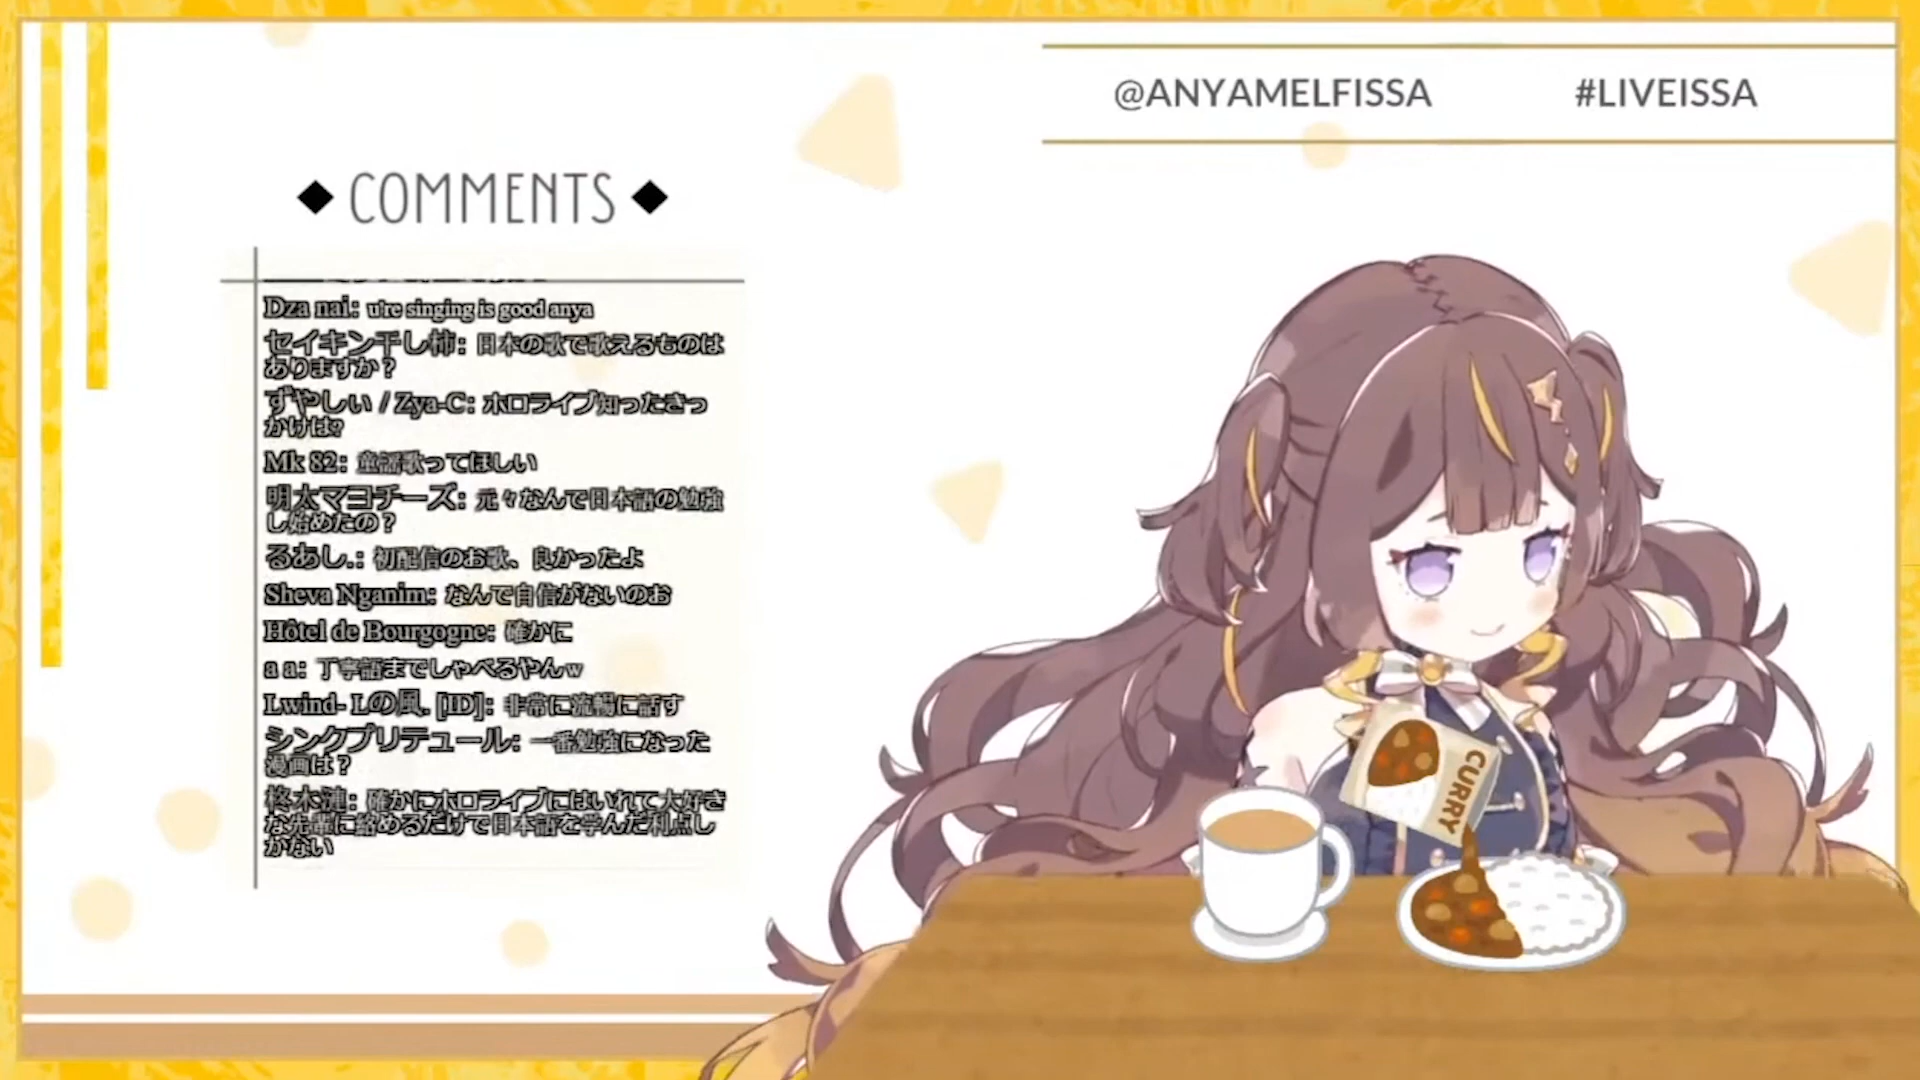 @ANYAMELFISSA
#LIVEISSA
◆ COMMENTS ◆
Dza nai: u're singing is good anya
セイキン干し柿: 日本の歌で歌えるものは
ありますか？
ずやしぃ / Zya-C: ホロライブ知ったきっ
かけは?
Mk 82: 童謡歌ってほしい
明太マヨチーズ: 元々なんで日本語の勉強
し始めたの？
るあし.: 初配信のお歌、良かったよ
Sheva Nganim: なんで自信がないのお
Hôtel de Bourgogne: 確かに
a a: 丁寧語までしゃべるやんw
Lwind- Lの風. [ID]: 非常に流暢に話す
シンクプリテュール: 一番勉強になった
漫画は？
柊木漣: 確かにホロライブにはいれて大好き
な先輩に絡めるだけで日本語を学んだ利点し
かない
CURRY